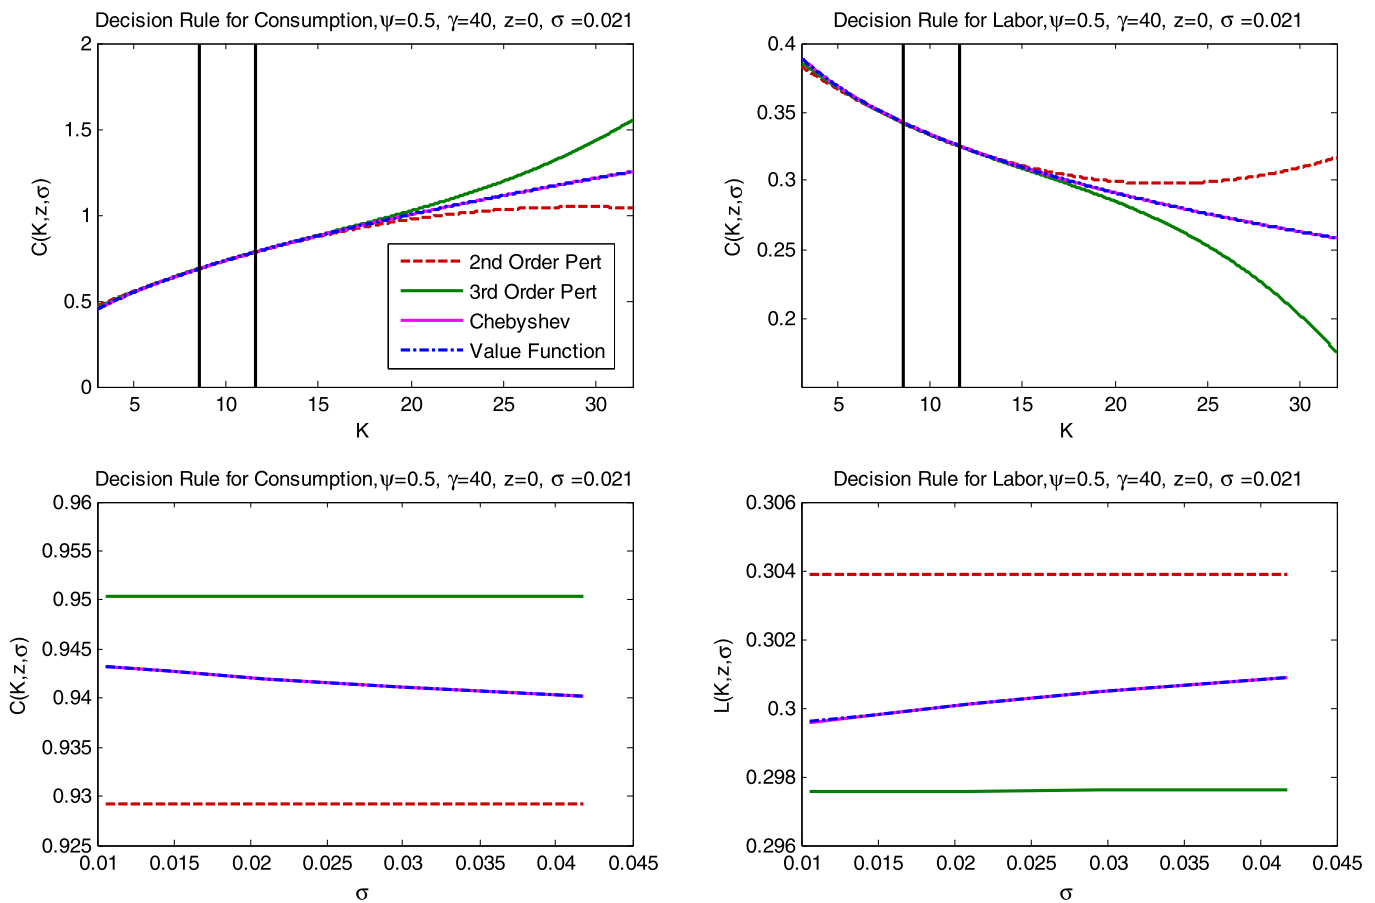 Decision Rule for Consumption,ψ=0.5, γ=40, z=0, σ =0.021
2
1.5
1
0.5
0
C(K,z,σ)
5 10 15 20 25 30
K
2nd Order Pert
3rd Order Pert
Chebyshev
Value Function
Decision Rule for Labor,ψ=0.5, γ=40, z=0, σ =0.021
0.4
0.35
0.3
0.25
0.2
C(K,z,σ)
5 10 15 20 25 30
K
Decision Rule for Consumption,ψ=0.5, γ=40, z=0, σ =0.021
0.96
0.955
0.95
0.945
0.94
0.935
0.93
0.925
C(K,z,σ)
0.01 0.015 0.02 0.025 0.03 0.035 0.04 0.045
σ
Decision Rule for Labor,ψ=0.5, γ=40, z=0, σ =0.021
0.306
0.304
0.302
0.3
0.298
0.296
L(K,z,σ)
0.01 0.015 0.02 0.025 0.03 0.035 0.04 0.045
σ